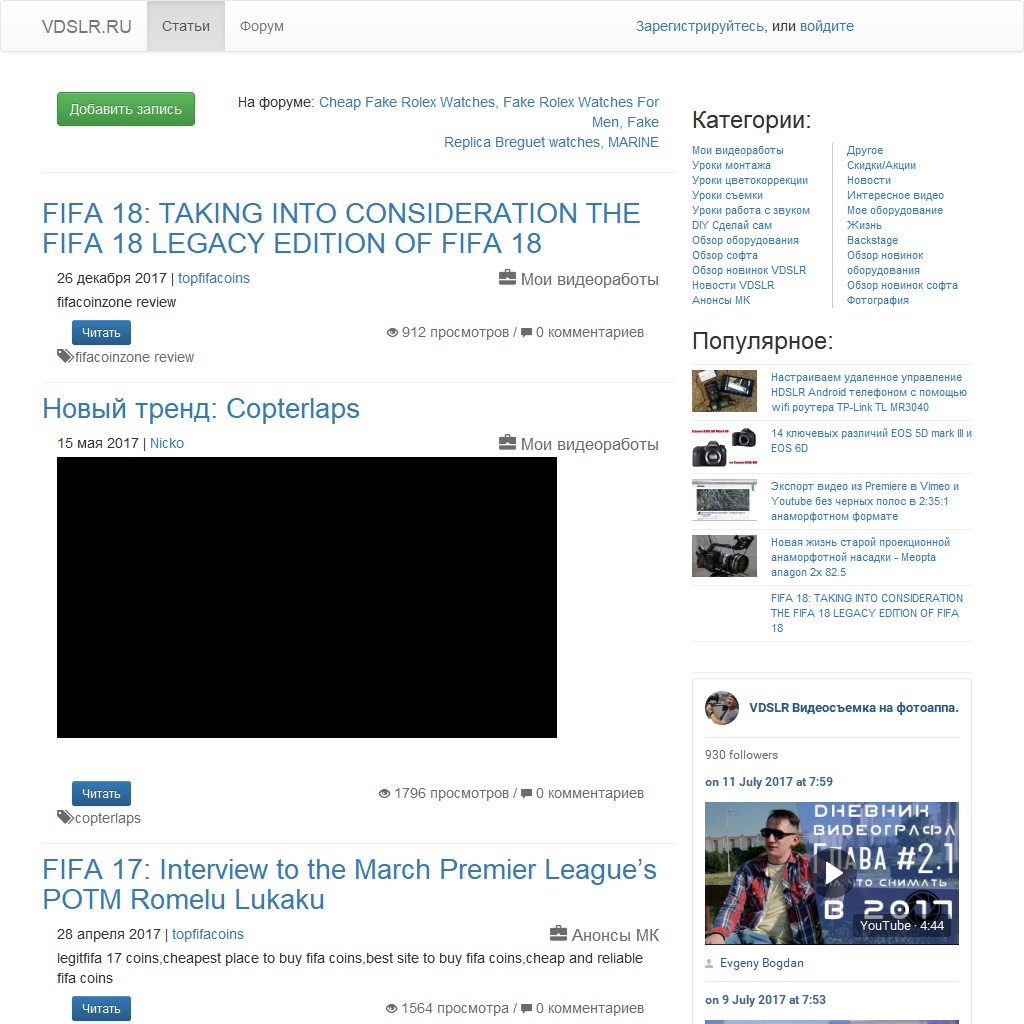 VDSLR.RU Статьи Форум Зарегистрируйтесь, или войдите
Добавить запись
На форуме: Cheap Fake Rolex Watches, Fake Rolex Watches For
Men, Fake
Replica Breguet watches, MARINE
FIFA 18: TAKING INTO CONSIDERATION THE
FIFA 18 LEGACY EDITION OF FIFA 18
26 декабря 2017 | topfifacoins
Мои видеоработы
fifacoinzone review
Читать
912 просмотров / 0 комментариев
fifacoinzone review
Новый тренд: Copterlaps
15 мая 2017 | Nicko
Мои видеоработы
Читать
1796 просмотров / 0 комментариев
copterlaps
FIFA 17: Interview to the March Premier League’s
POTM Romelu Lukaku
28 апреля 2017 | topfifacoins
Анонсы МК
legitfifa 17 coins,cheapest place to buy fifa coins,best site to buy fifa coins,cheap and reliable
fifa coins
Читать
1564 просмотра / 0 комментариев
Категории:
Мои видеоработы
Уроки монтажа
Уроки цветокоррекции
Уроки съемки
Уроки работа с звуком
DIY Сделай сам
Обзор оборудования
Обзор софта
Обзор новинок VDSLR
Новости VDSLR
Анонсы МК
Другое
Скидки/Акции
Новости
Интересное видео
Мое оборудование
Жизнь
Backstage
Обзор новинок
оборудования
Обзор новинок софта
Фотография
Популярное:
Настраиваем удаленное управление
HDSLR Android телефоном с помощью
wifi роутера TP-Link TL MR3040
14 ключевых различий EOS 5D mark III и
EOS 6D
Экспорт видео из Premiere в Vimeo и
Youtube без черных полос в 2:35:1
анаморфотном формате
Новая жизнь старой проекционной
анаморфотной насадки - Meopta
anagon 2x 82.5
FIFA 18: TAKING INTO CONSIDERATION
THE FIFA 18 LEGACY EDITION OF FIFA
18
VDSLR Видеосъемка на фотоаппа.
930 followers
on 11 July 2017 at 7:59
ДНЕВНИК
ВИДЕОГРАФА
ГЛАВА #2.1
НА ЧТО СНИМАТЬ
В 2017
YouTube · 4:44
Evgeny Bogdan
on 9 July 2017 at 7:53